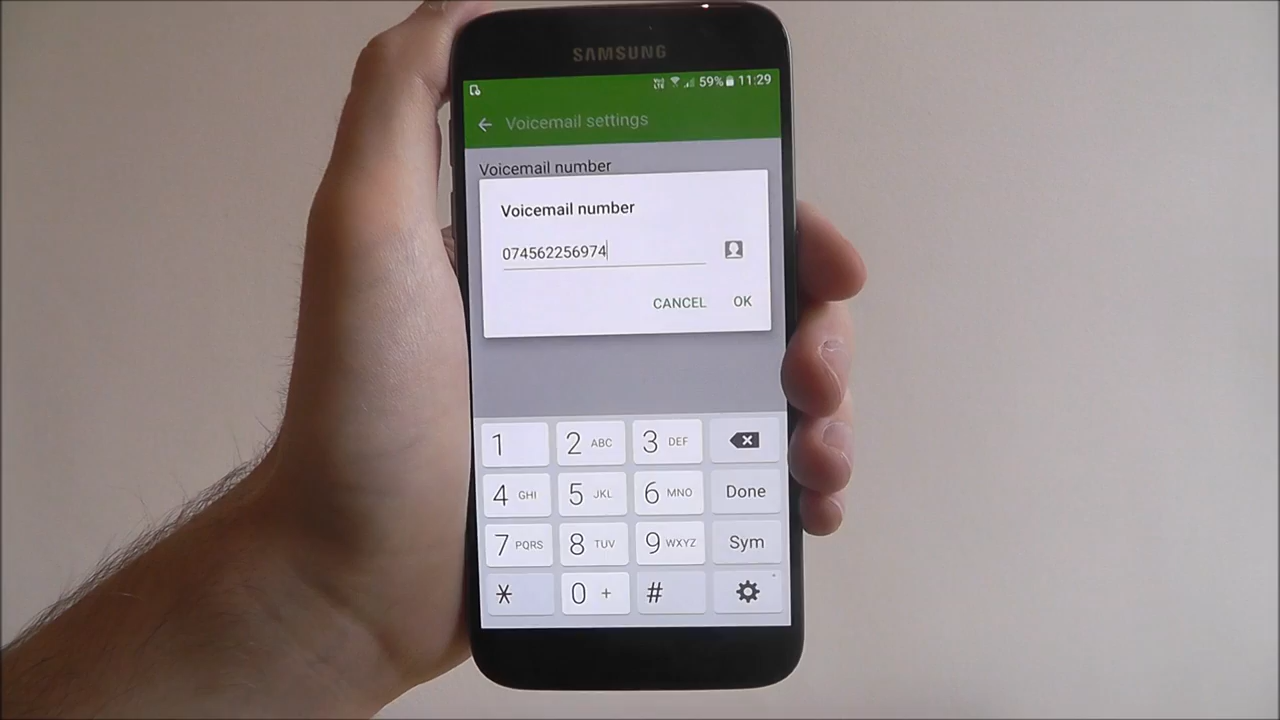 SAMSUNG
59% 11:29
Voicemail settings
Voicemail number
Voicemail number
074562256974
CANCEL OK
1 2 ABC 3 DEF
4 GHI 5 JKL 6 MNO Done
7 PQRS 8 TUV 9 WXYZ Sym
* 0 + #